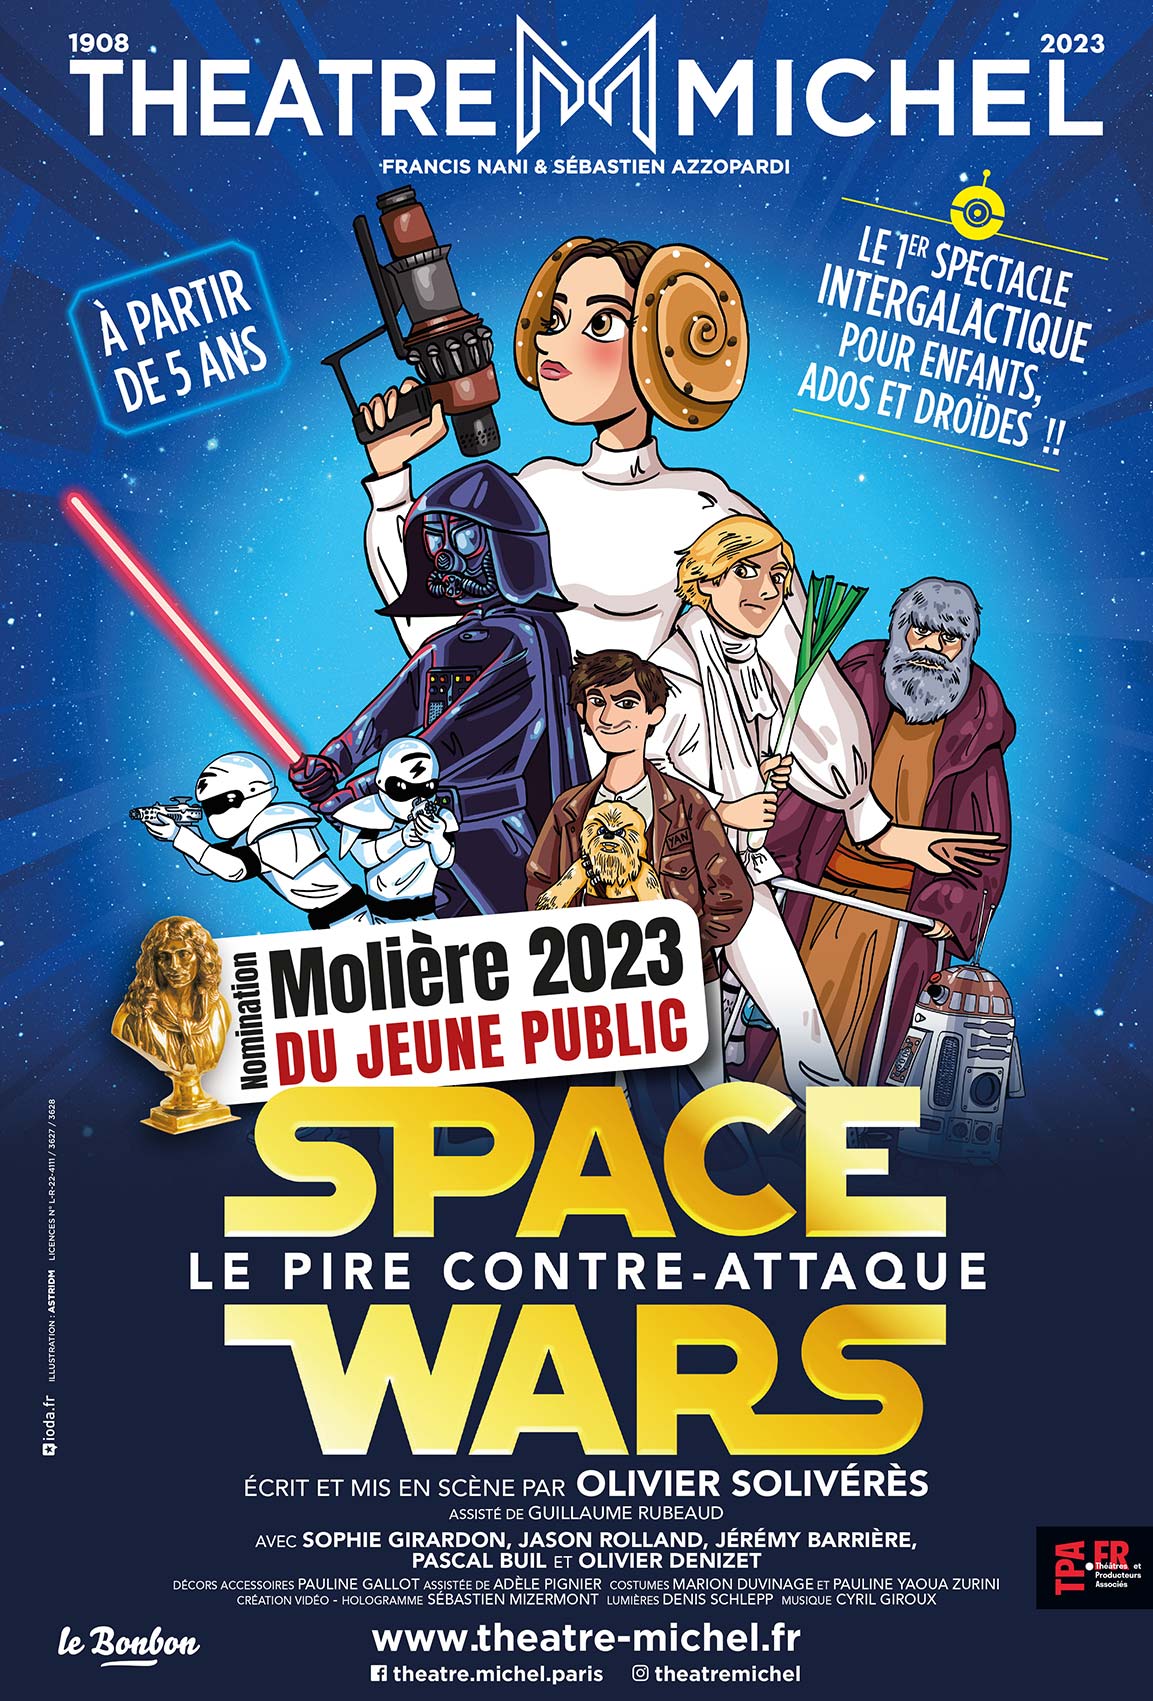 1908
2023
THEATRE MICHEL
FRANCIS NANI & SÉBASTIEN AZZOPARDI
À PARTIR
DE 5 ANS
LE 1ER SPECTACLE
INTERGALACTIQUE
POUR ENFANTS,
ADOS ET DROÏDES !!
YAN
Nomination
Molière 2023
DU JEUNE PUBLIC
SPACE
LE PIRE CONTRE-ATTAQUE
WARS
ÉCRIT ET MIS EN SCÈNE PAR OLIVIER SOLIVÉRÈS
ASSISTÉ DE GUILLAUME RUBEAUD
AVEC SOPHIE GIRARDON, JASON ROLLAND, JÉRÉMY BARRIÈRE,
PASCAL BUIL ET OLIVIER DENIZET
DÉCORS ACCESSOIRES PAULINE GALLOT ASSISTÉE DE ADÈLE PIGNIER COSTUMES MARION DUVINAGE ET PAULINE YAOUA ZURINI
CRÉATION VIDÉO - HOLOGRAMME SÉBASTIEN MIZERMONT LUMIÈRES DENIS SCHLEPP MUSIQUE CYRIL GIROUX
ioda.fr ILLUSTRATION : ASTRIDM LICENCES N° L-R-22-4111 / 3627 / 3628
TPA.FR
Théâtres et
Producteurs
Associés
le Bonbon
www.theatre-michel.fr
theatre.michel.paris theatremichel